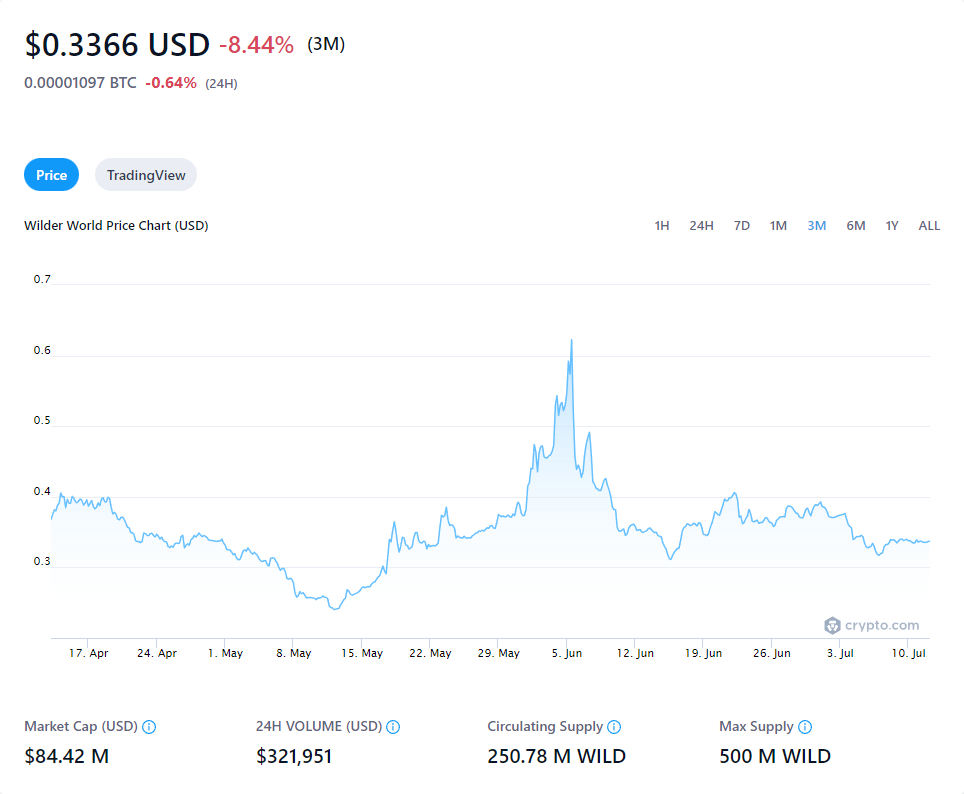 $0.3366 USD -8.44% (3M)
0.00001097 BTC -0.64% (24H)
Price TradingView
Wilder World Price Chart (USD) 1H 24H 7D 1M 3M 6M 1Y ALL
0.7
0.6
0.5
0.4
0.3
crypto.com
17. Apr 24. Apr 1. May 8. May 15. May 22. May 29. May 5. Jun 12. Jun 19. Jun 26. Jun 3. Jul 10. Jul
Market Cap (USD) 24H VOLUME (USD) Circulating Supply Max Supply
$84.42 M $321,951 250.78 M WILD 500 M WILD